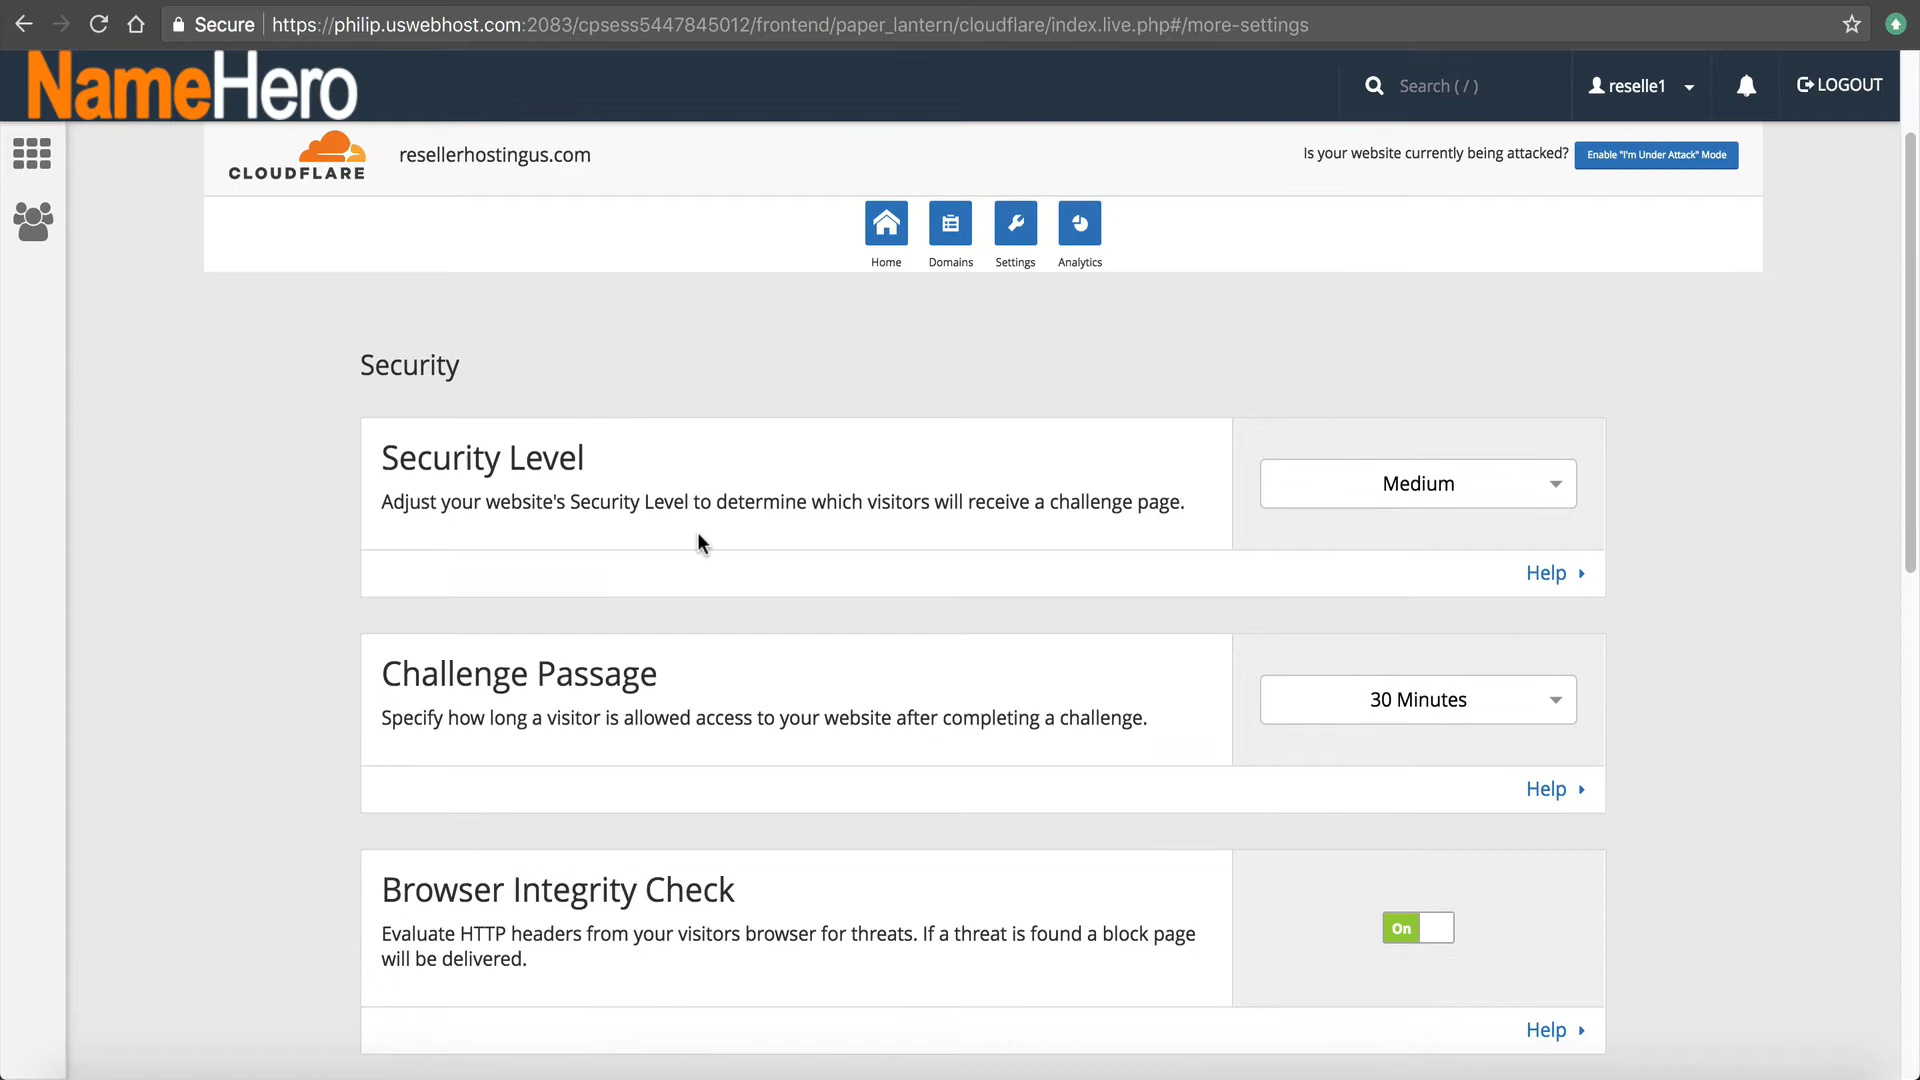 Secure https://philip.uswebhost.com:2083/cpsess5447845012/frontend/paper_lantern/cloudflare/index.live.php#/more-settings
NameHero
Search ( / )
reselle1
LOGOUT
CLOUDFLARE
resellerhostingus.com
Is your website currently being attacked?
Enable "I'm Under Attack" Mode
Home Domains Settings Analytics
Security
Security Level
Adjust your website's Security Level to determine which visitors will receive a challenge page.
Medium
Help
Challenge Passage
Specify how long a visitor is allowed access to your website after completing a challenge.
30 Minutes
Help
Browser Integrity Check
Evaluate HTTP headers from your visitors browser for threats. If a threat is found a block page
will be delivered.
On
Help